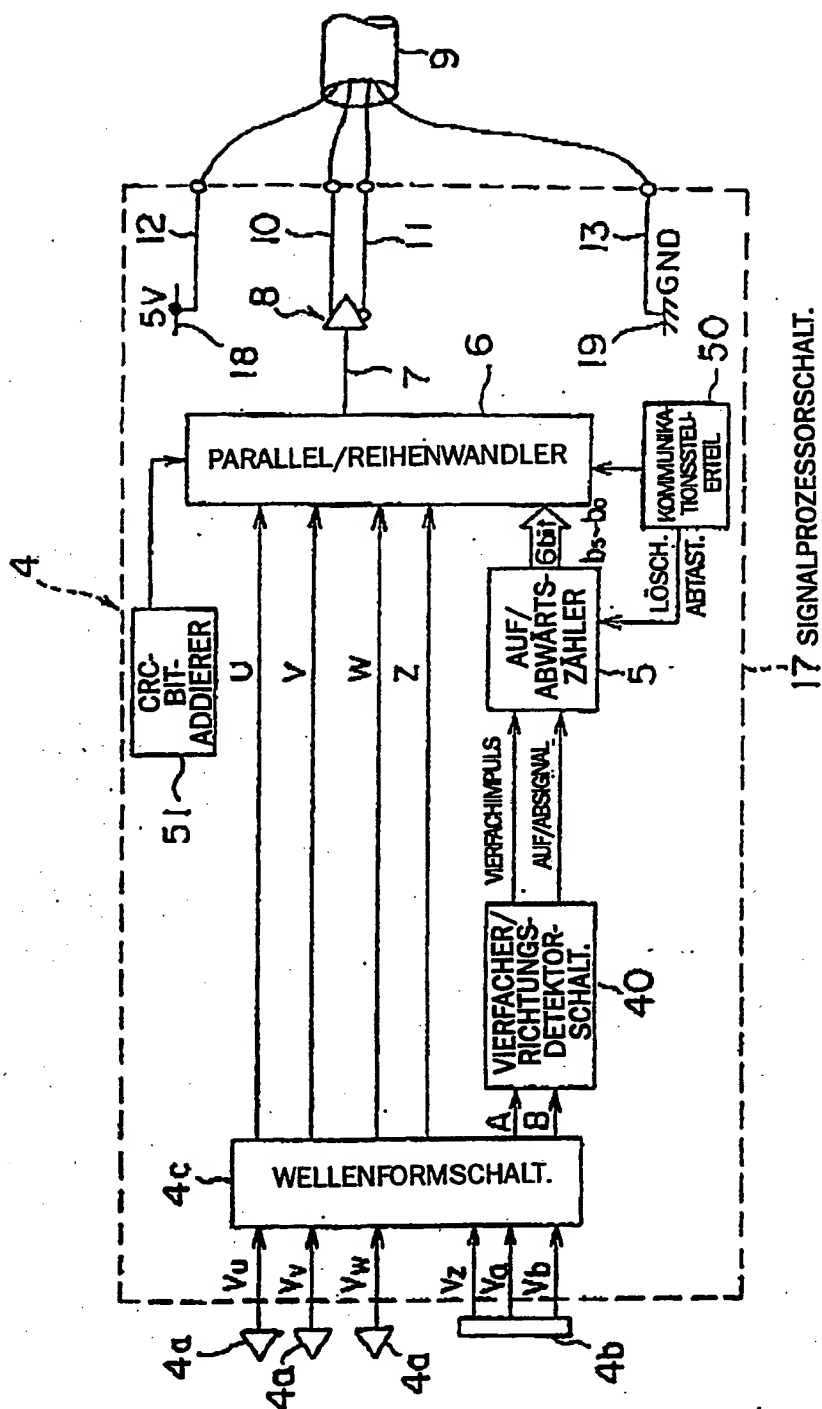 4
4a
4a
4a
4b
Vu
Vv
Vw
Vz
Va
Vb
4c
WELLENFORMSCHALT.
U
V
W
Z
A
B
VIERFACHER/
RICHTUNGS-
DETEKTOR-
SCHALT.
40
VIERFACHIMPULS
AUF/ABSIGNAL
AUF/
ABWÄRTS-
ZÄHLER
5
6bit
b5~b0
CRC-
BIT-
ADDIERER
51
PARALLEL/REIHENWANDLER
6
7
8
LÖSCH.
ABTAST.
KOMMUNIKA-
TIONSSTEU-
ERTEIL
50
5V
18
12
10
11
13
19
GND
9
17 SIGNALPROZESSORSCHALT.